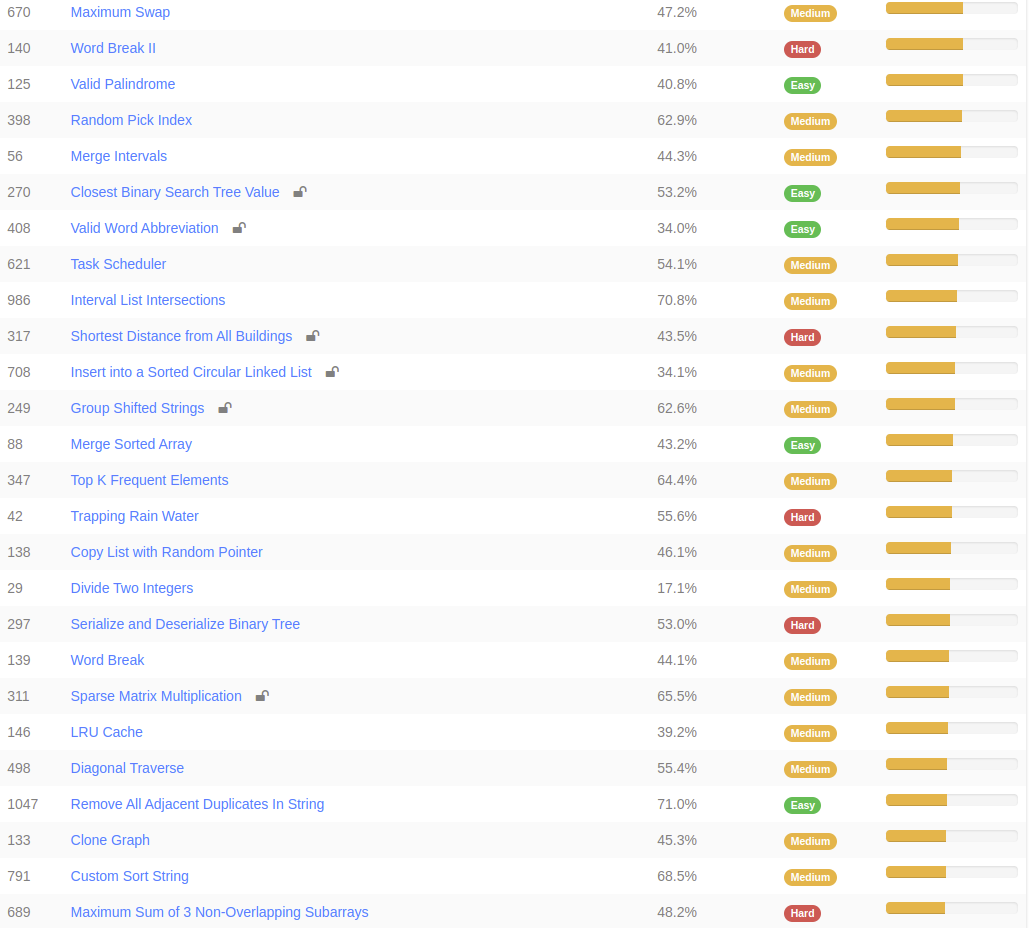 670 Maximum Swap 47.2% Medium
140 Word Break II 41.0% Hard
125 Valid Palindrome 40.8% Easy
398 Random Pick Index 62.9% Medium
56 Merge Intervals 44.3% Medium
270 Closest Binary Search Tree Value 53.2% Easy
408 Valid Word Abbreviation 34.0% Easy
621 Task Scheduler 54.1% Medium
986 Interval List Intersections 70.8% Medium
317 Shortest Distance from All Buildings 43.5% Hard
708 Insert into a Sorted Circular Linked List 34.1% Medium
249 Group Shifted Strings 62.6% Medium
88 Merge Sorted Array 43.2% Easy
347 Top K Frequent Elements 64.4% Medium
42 Trapping Rain Water 55.6% Hard
138 Copy List with Random Pointer 46.1% Medium
29 Divide Two Integers 17.1% Medium
297 Serialize and Deserialize Binary Tree 53.0% Hard
139 Word Break 44.1% Medium
311 Sparse Matrix Multiplication 65.5% Medium
146 LRU Cache 39.2% Medium
498 Diagonal Traverse 55.4% Medium
1047 Remove All Adjacent Duplicates In String 71.0% Easy
133 Clone Graph 45.3% Medium
791 Custom Sort String 68.5% Medium
689 Maximum Sum of 3 Non-Overlapping Subarrays 48.2% Hard